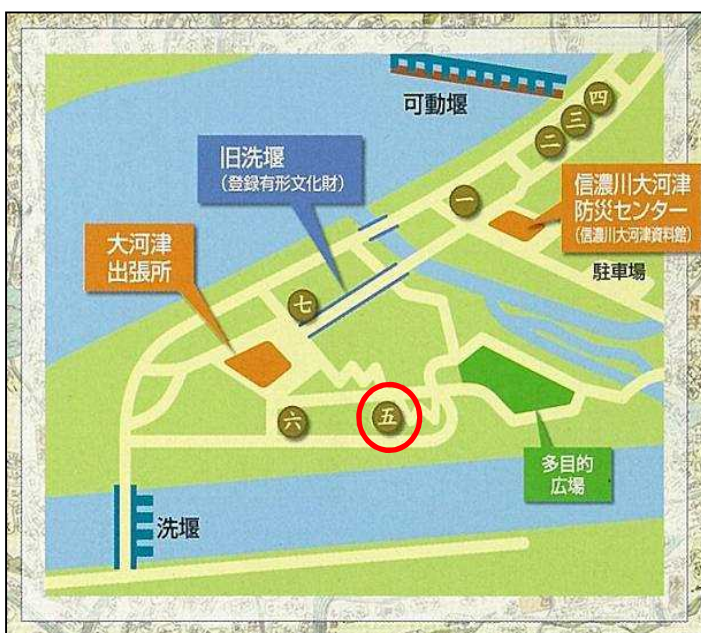 可動堰
四
三
二
旧洗堰
(登録有形文化財)
一
信濃川大河津
防災センター
(信濃川大河津資料館)
大河津
出張所
駐車場
七
六
五
多目的
広場
洗堰